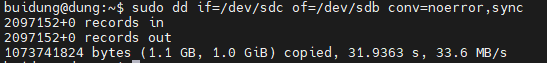 buidung@dung:~$ sudo dd if=/dev/sdc of=/dev/sdb conv=noerror,sync
2097152+0 records in
2097152+0 records out
1073741824 bytes (1.1 GB, 1.0 GiB) copied, 31.9363 s, 33.6 MB/s